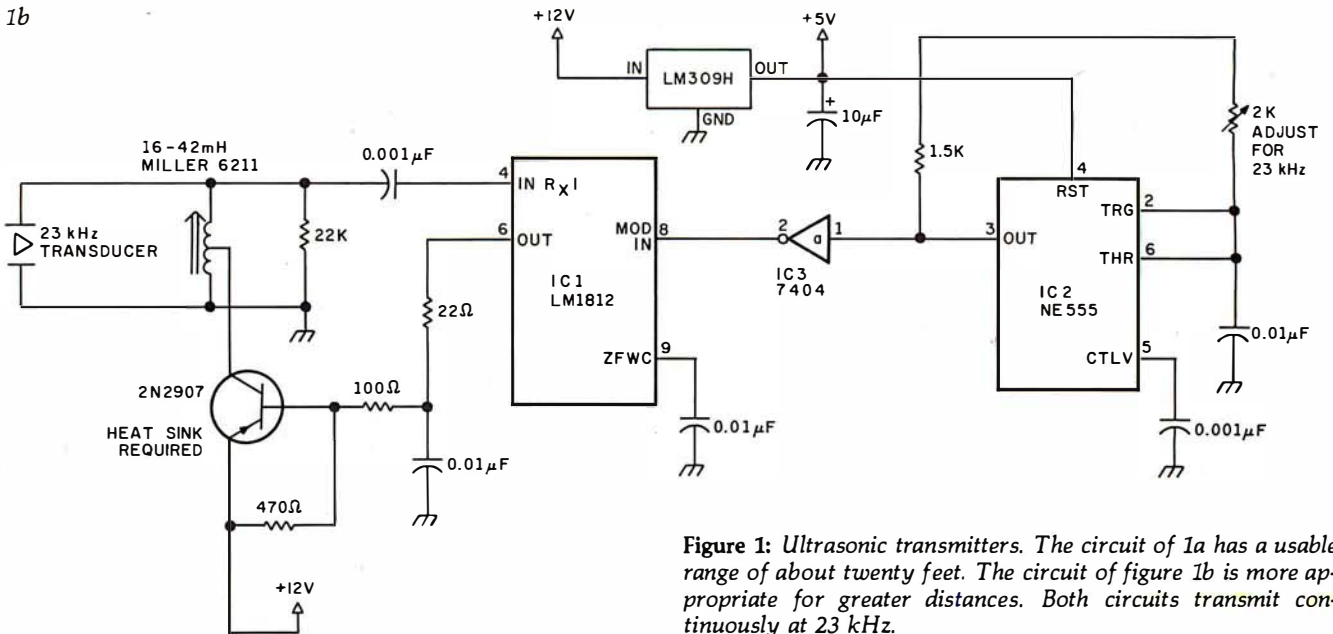 1b
+12V
+5V
IN
LM309H
OUT
GND
+
10μF
2K
ADJUST
FOR
23 kHz
16-42mH
MILLER 6211
0.001μF
1.5K
4
IN RxI
4
RST
23 kHz
TRANSDUCER
22K
6
OUT
MOD
IN
8
2
a
1
3
OUT
TRG
2
THR
6
IC3
7404
IC1
LM1812
IC2
NE555
22Ω
0.01μF
ZFWC
9
CTLV
5
2N2907
100Ω
HEAT SINK
REQUIRED
0.01μF
0.01μF
0.001μF
470Ω
+12V
Figure 1: Ultrasonic transmitters. The circuit of 1a has a usable
range of about twenty feet. The circuit of figure 1b is more ap-
propriate for greater distances. Both circuits transmit con-
tinuously at 23 kHz.